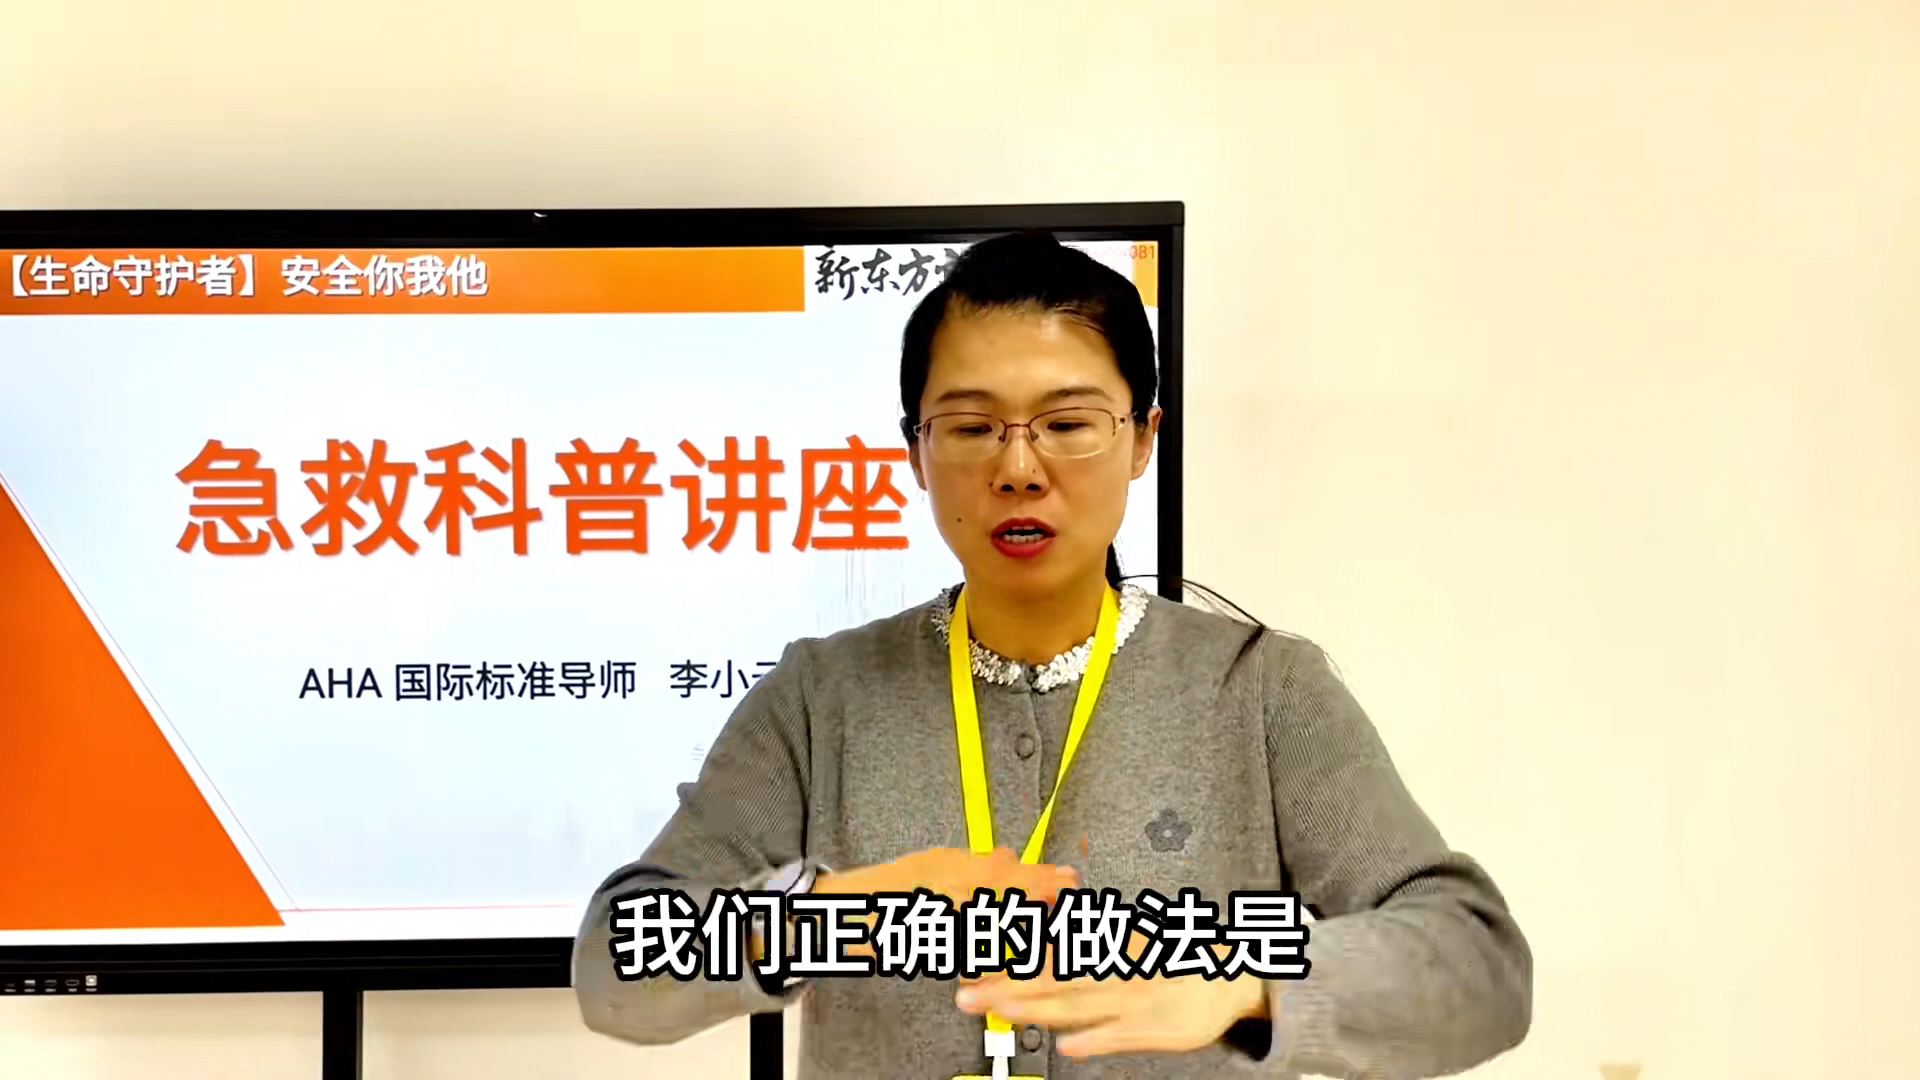 【生命守护者】安全你我他
新东方
081
急救科普讲座
AHA 国际标准导师 李小
我们正确的做法是